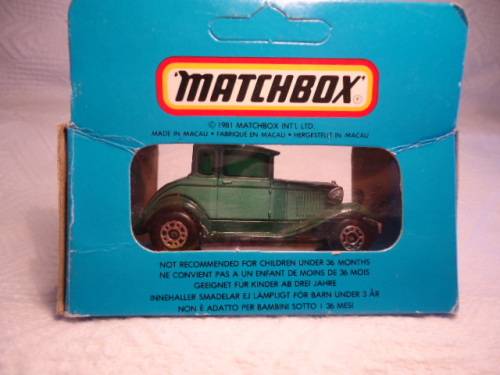 "MATCHBOX"®
© 1981 MATCHBOX INT'L LTD.
MADE IN MACAU • FABRIQUE EN MACAU • HERGESTELLT IN MACAU
NOT RECOMMENDED FOR CHILDREN UNDER 36 MONTHS
NE CONVIENT PAS A UN ENFANT DE MOINS DE 36 MOIS
GEEIGNET FUR KINDER AB DREI JAHRE
INNEHALLER SMADELAR EJ LÄMPLIGT FÖR BARN UNDER 3 ÅR
NON È ADATTO PER BAMBINI SOTTO I 36 MESI